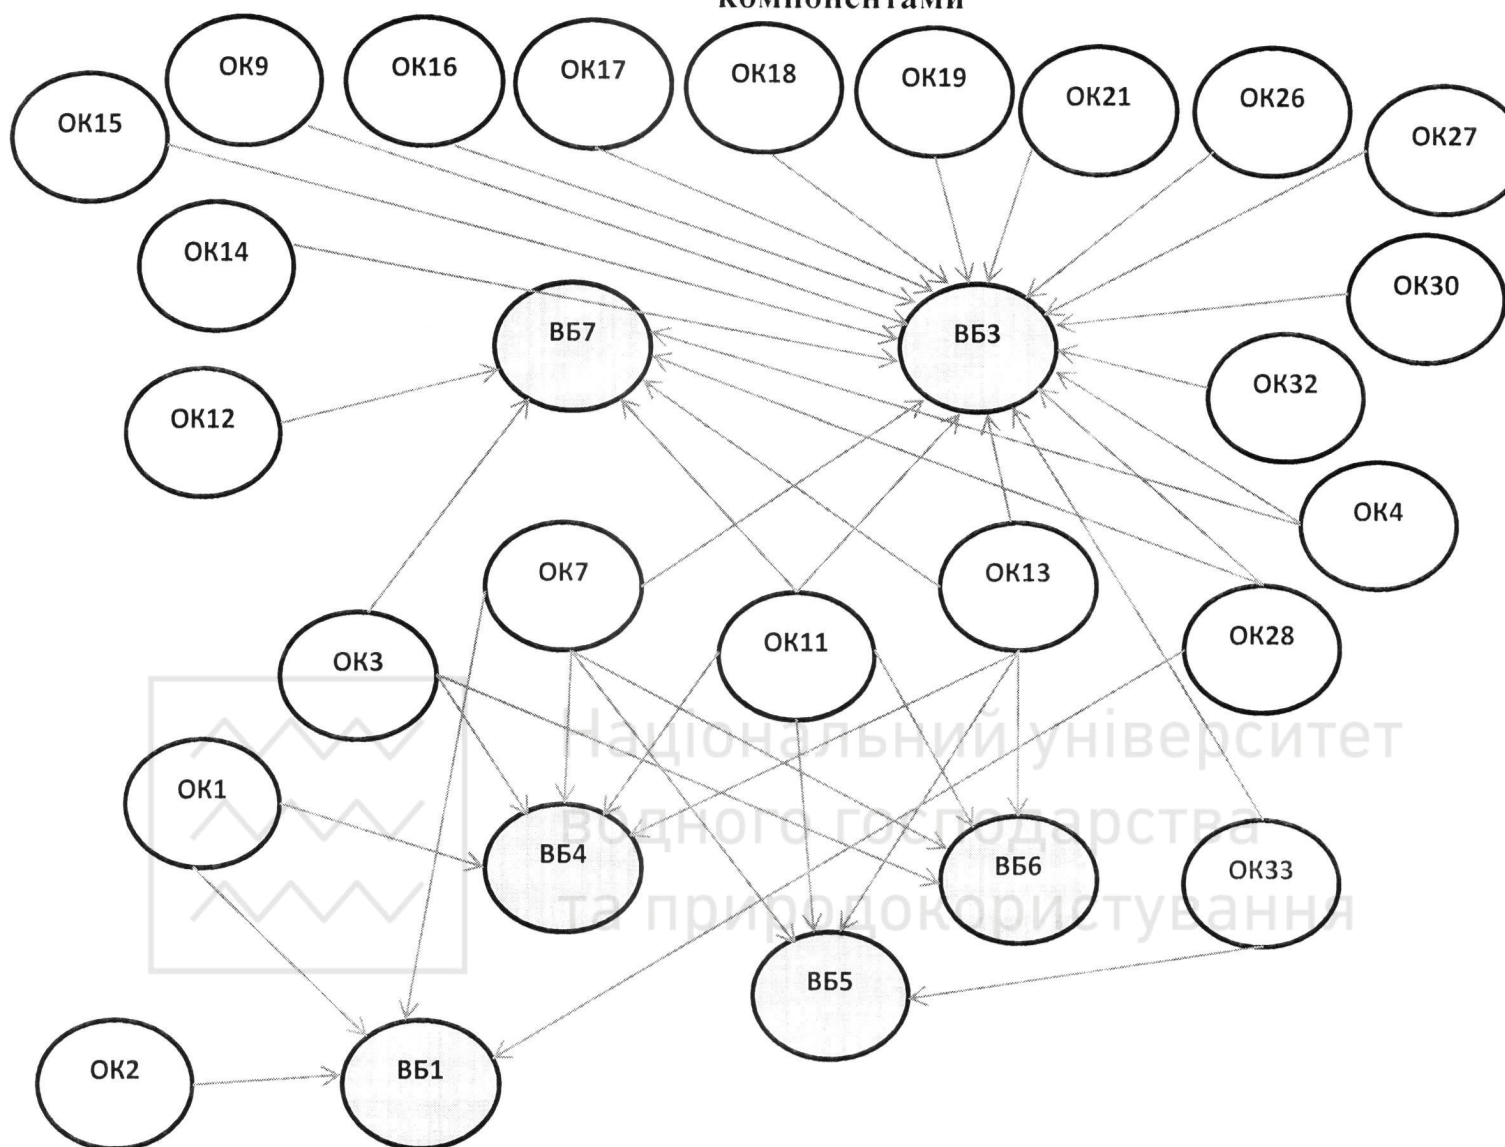 компонентами
ОК9
ОК16
ОК17
ОК18
ОК19
ОК21
ОК26
ОК27
ОК15
ОК14
ОК30
ВБ7
ВБ3
ОК32
ОК12
ОК4
ОК7
ОК13
ОК11
ОК28
ОК3
Національний університет
ОК1
водного господарства
ВБ4
ВБ6
ОК33
та природокористування
ВБ5
ОК2
ВБ1